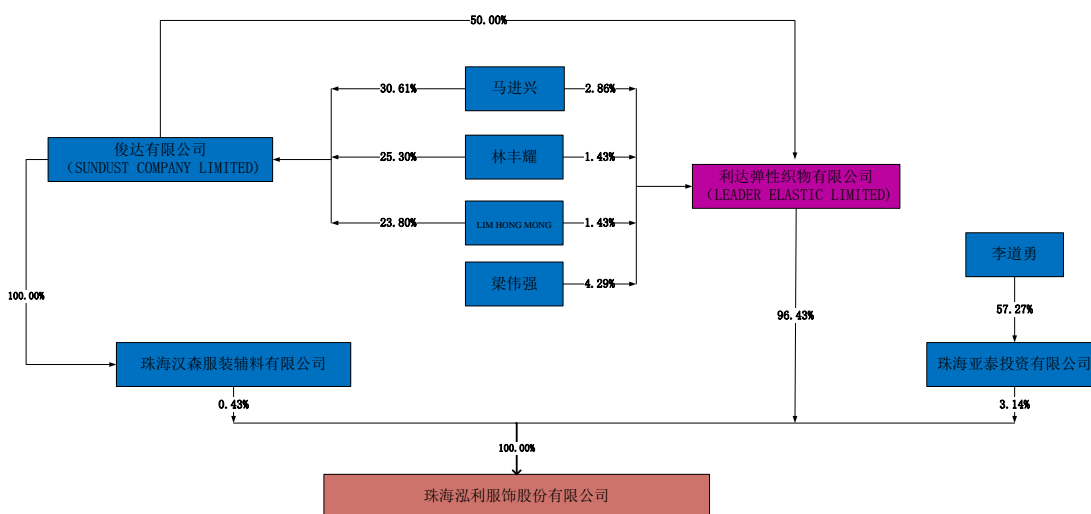 50.00%
马进兴
30.61%
2.86%
俊达有限公司
(SUNDUST COMPANY LIMITED)
林丰耀
25.30%
1.43%
利达弹性织物有限公司
(LEADER ELASTIC LIMITED)
LIM HONG MONG
23.80%
1.43%
李道勇
梁伟强
4.29%
100.00%
96.43%
57.27%
珠海汉森服装辅料有限公司
珠海亚泰投资有限公司
0.43%
3.14%
100.00%
珠海泓利服饰股份有限公司